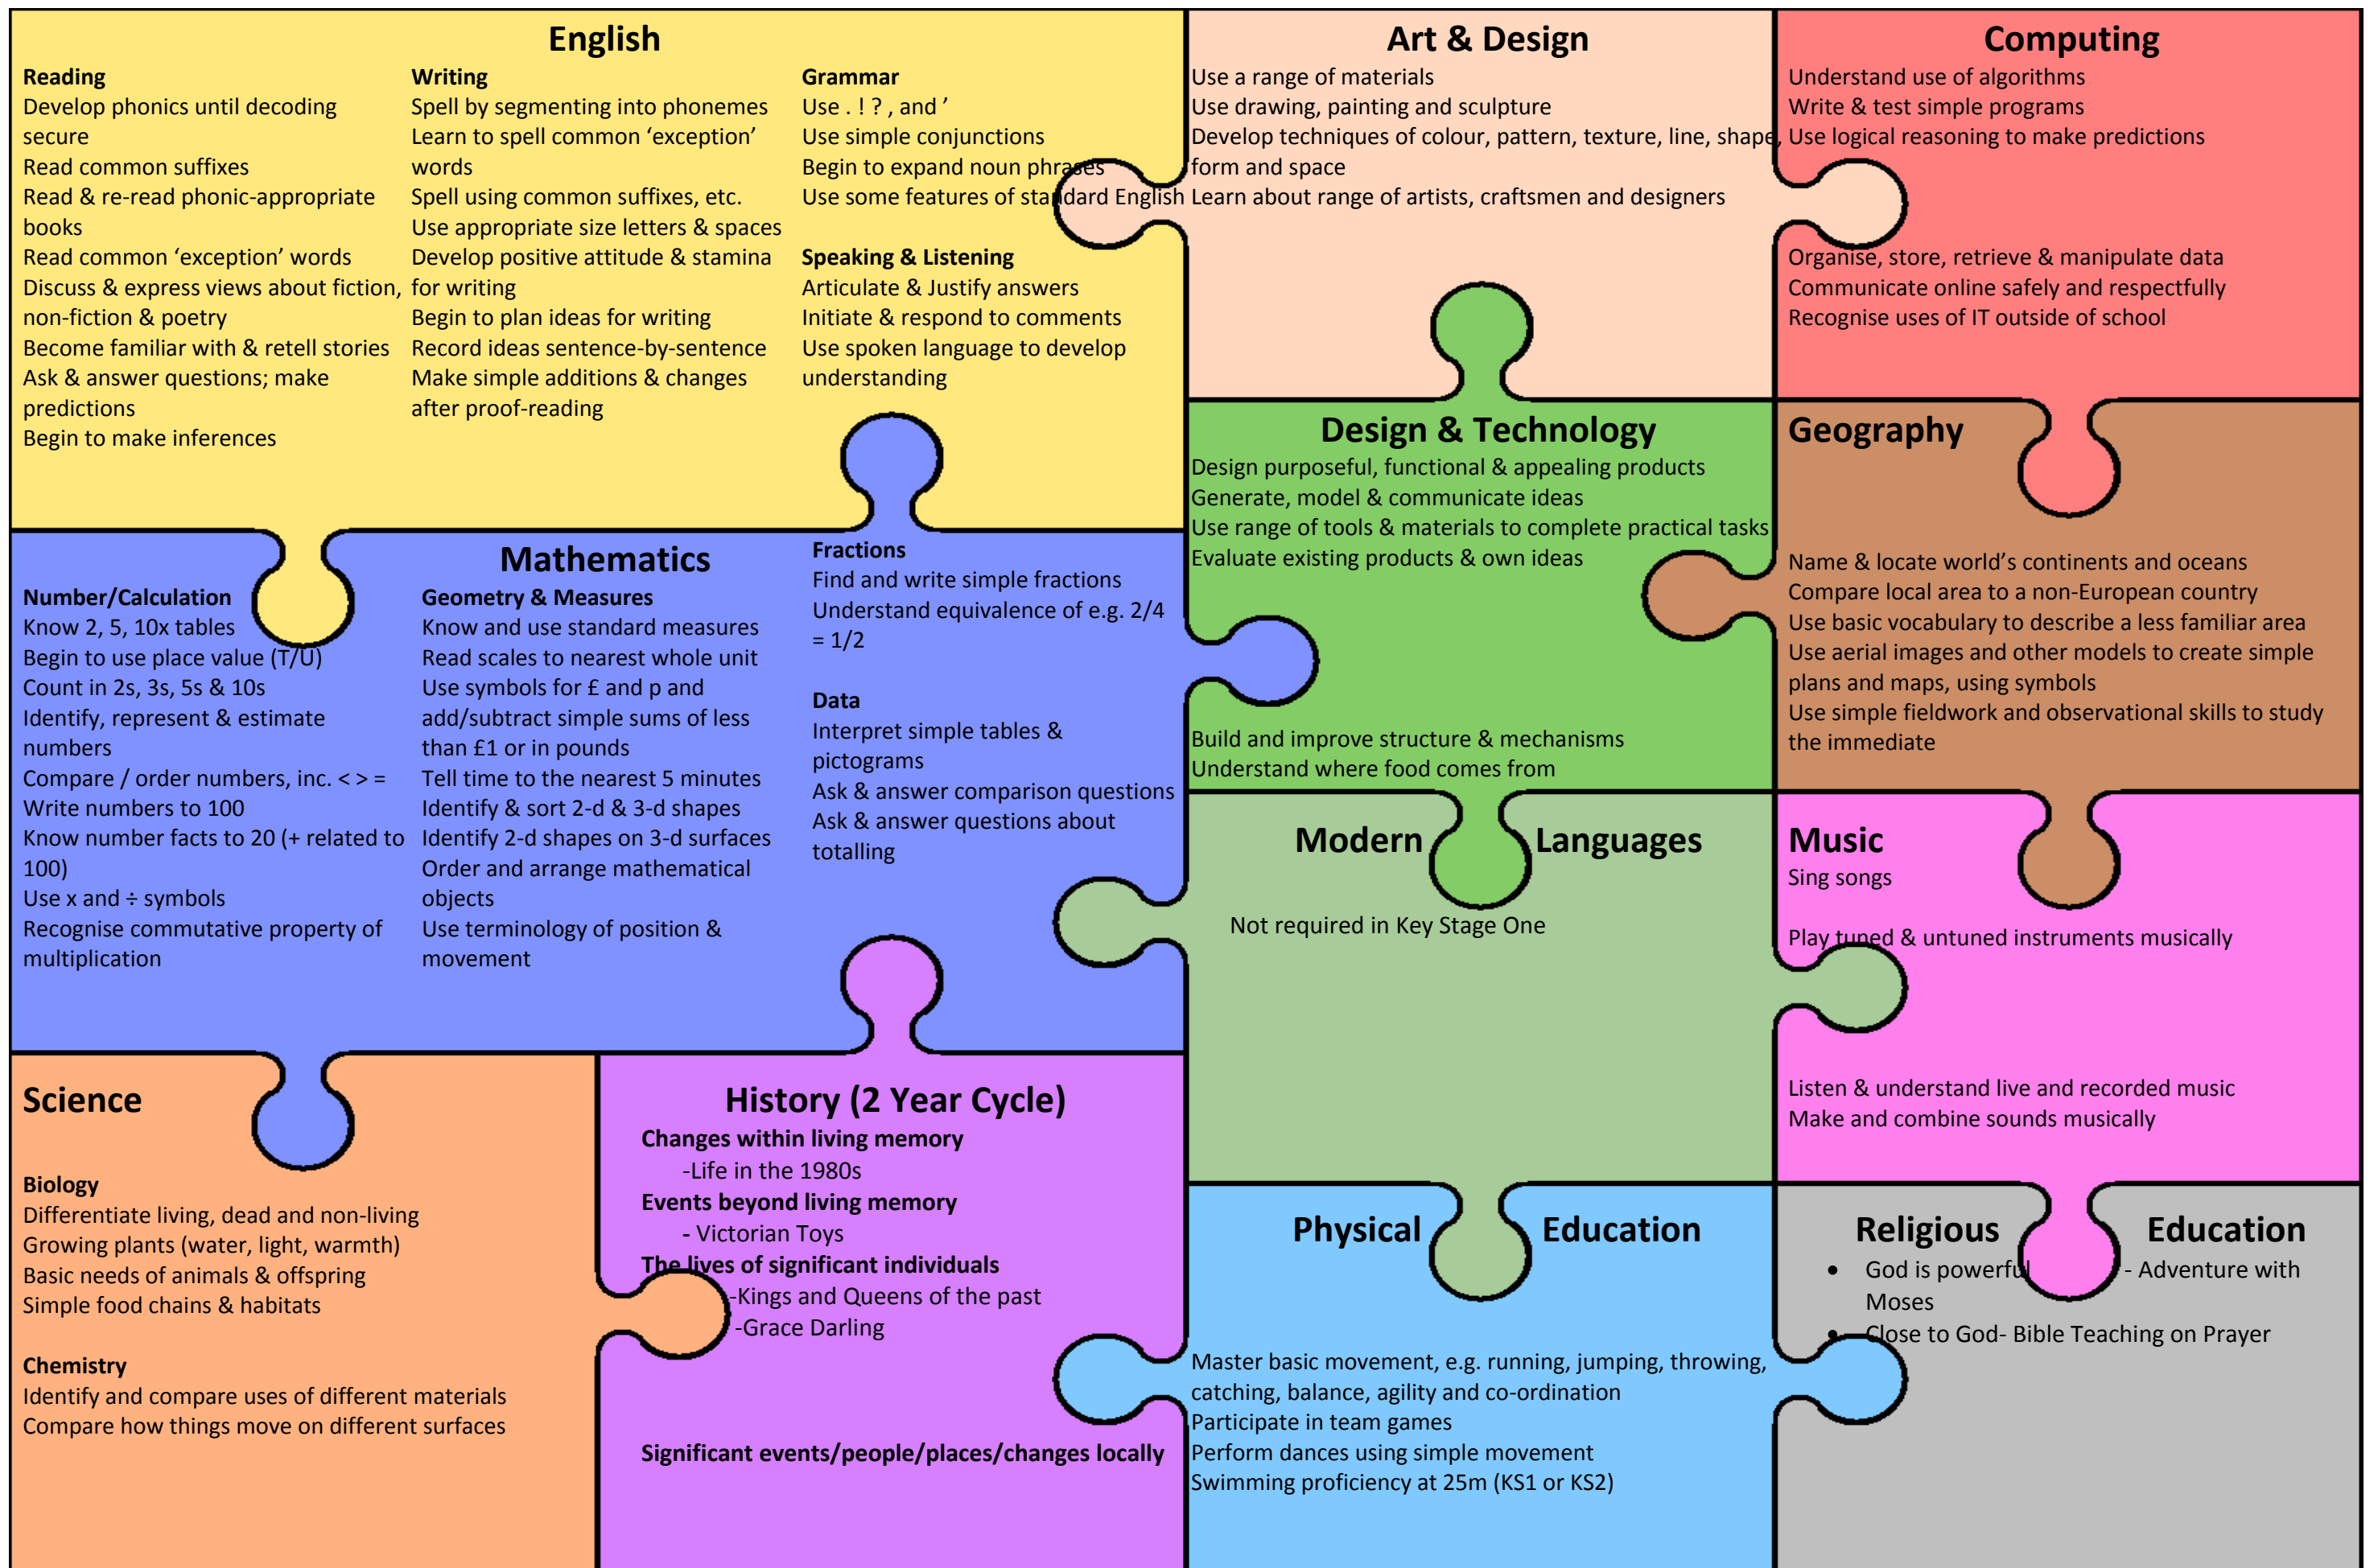 English
Reading
Develop phonics until decoding
secure
Read common suffixes
Read & re-read phonic-appropriate
books
Read common ‘exception’ words
Discuss & express views about fiction,
non-fiction & poetry
Become familiar with & retell stories
Ask & answer questions; make
predictions
Begin to make inferences
Writing
Spell by segmenting into phonemes
Learn to spell common ‘exception’
words
Spell using common suffixes, etc.
Use appropriate size letters & spaces
Develop positive attitude & stamina
for writing
Begin to plan ideas for writing
Record ideas sentence-by-sentence
Make simple additions & changes
after proof-reading
Grammar
Use . ! ? , and ’
Use simple conjunctions
Begin to expand noun phrases
Use some features of standard English
Speaking & Listening
Articulate & Justify answers
Initiate & respond to comments
Use spoken language to develop
understanding
Art & Design
Use a range of materials
Use drawing, painting and sculpture
Develop techniques of colour, pattern, texture, line, shape,
form and space
Learn about range of artists, craftsmen and designers
Computing
Understand use of algorithms
Write & test simple programs
Use logical reasoning to make predictions
Organise, store, retrieve & manipulate data
Communicate online safely and respectfully
Recognise uses of IT outside of school
Mathematics
Number/Calculation
Know 2, 5, 10x tables
Begin to use place value (T/U)
Count in 2s, 3s, 5s & 10s
Identify, represent & estimate
numbers
Compare / order numbers, inc. < > =
Write numbers to 100
Know number facts to 20 (+ related to
100)
Use x and ÷ symbols
Recognise commutative property of
multiplication
Geometry & Measures
Know and use standard measures
Read scales to nearest whole unit
Use symbols for £ and p and
add/subtract simple sums of less
than £1 or in pounds
Tell time to the nearest 5 minutes
Identify & sort 2-d & 3-d shapes
Identify 2-d shapes on 3-d surfaces
Order and arrange mathematical
objects
Use terminology of position &
movement
Fractions
Find and write simple fractions
Understand equivalence of e.g. 2/4
= 1/2
Data
Interpret simple tables &
pictograms
Ask & answer comparison questions
Ask & answer questions about
totalling
Design & Technology
Design purposeful, functional & appealing products
Generate, model & communicate ideas
Use range of tools & materials to complete practical tasks
Evaluate existing products & own ideas
Build and improve structure & mechanisms
Understand where food comes from
Geography
Name & locate world’s continents and oceans
Compare local area to a non-European country
Use basic vocabulary to describe a less familiar area
Use aerial images and other models to create simple
plans and maps, using symbols
Use simple fieldwork and observational skills to study
the immediate
Modern Languages
Not required in Key Stage One
Music
Sing songs
Play tuned & untuned instruments musically
Listen & understand live and recorded music
Make and combine sounds musically
Science
Biology
Differentiate living, dead and non-living
Growing plants (water, light, warmth)
Basic needs of animals & offspring
Simple food chains & habitats
Chemistry
Identify and compare uses of different materials
Compare how things move on different surfaces
History (2 Year Cycle)
Changes within living memory
-Life in the 1980s
Events beyond living memory
- Victorian Toys
The lives of significant individuals
-Kings and Queens of the past
-Grace Darling
Significant events/people/places/changes locally
Physical Education
Master basic movement, e.g. running, jumping, throwing,
catching, balance, agility and co-ordination
Participate in team games
Perform dances using simple movement
Swimming proficiency at 25m (KS1 or KS2)
Religious Education
• God is powerful - Adventure with
Moses
• Close to God- Bible Teaching on Prayer